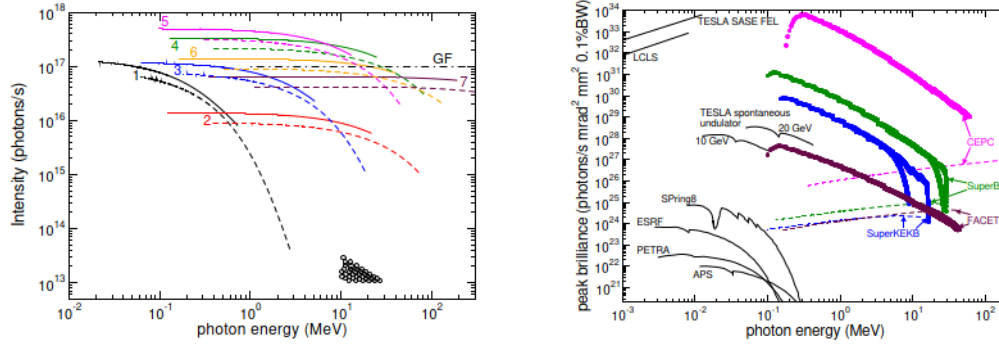 10^18
10^17
10^16
10^15
10^14
10^13
Intensity (photons/s)
5
4
6
GF
3
1
7
2
10^-2 10^-1 10^0 10^1 10^2
photon energy (MeV)
10^34
10^33
10^32
10^31
10^30
10^29
10^28
10^27
10^26
10^25
10^24
10^23
10^22
10^21
peak brilliance (photons/s mrad^2 mm^2 0.1%BW)
TESLA SASE FEL
LCLS
TESLA spontaneous
undulator
20 GeV
10 GeV
CEPC
SuperB
SPring8
FACET
ESRF
SuperKEKB
PETRA
APS
10^-3 10^-2 10^-1 10^0 10^1 10^2
photon energy (MeV)